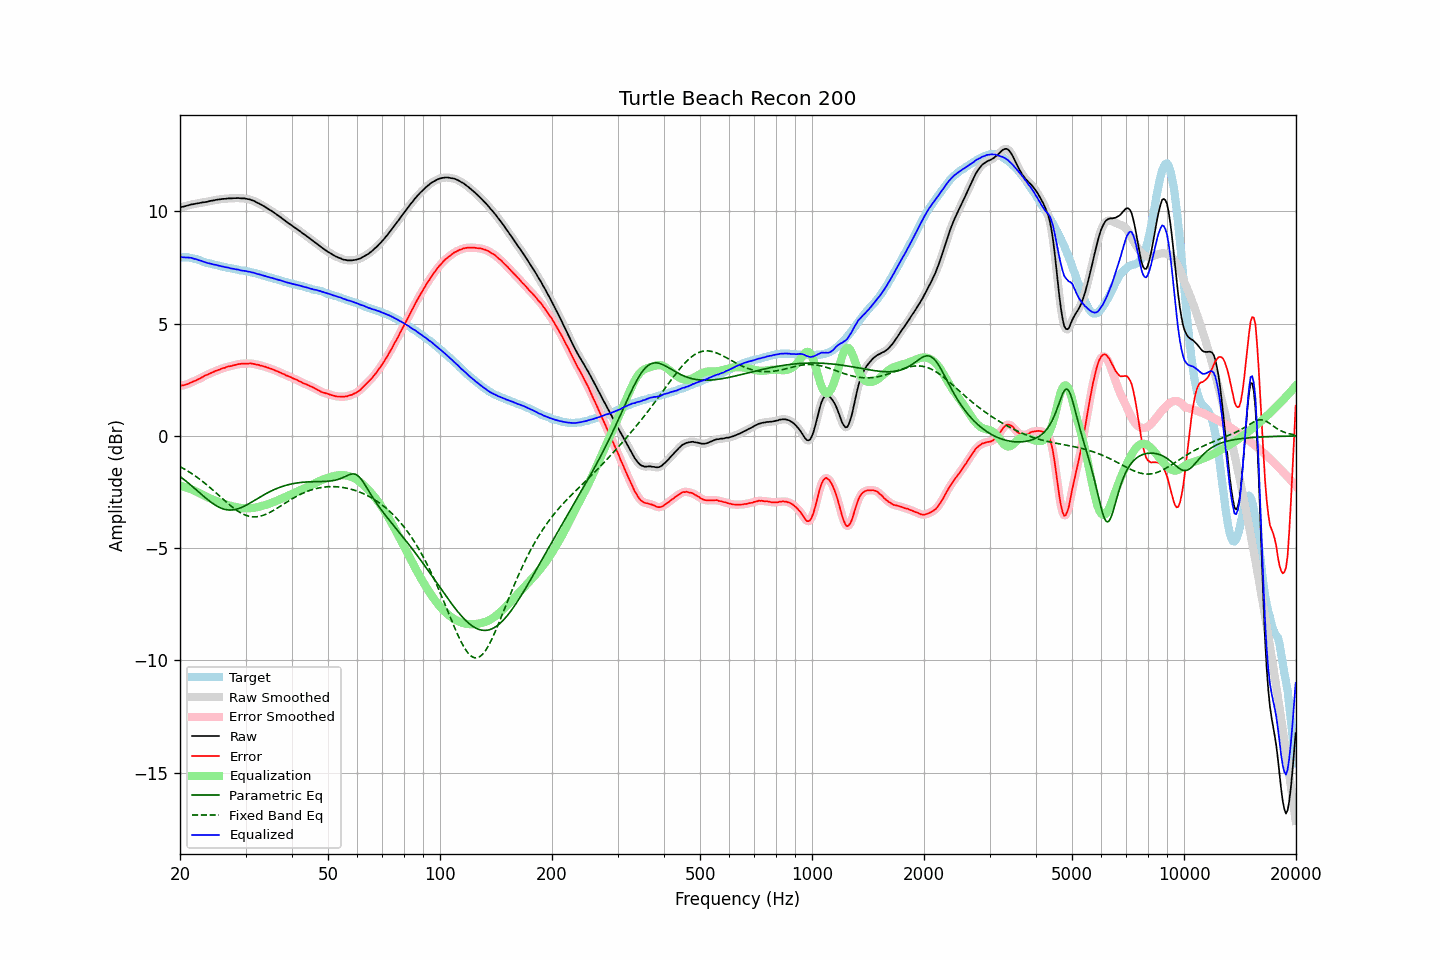 Turtle Beach Recon 200
Amplitude (dBr)
10
5
0
−5
−10
−15
Target
Raw Smoothed
Error Smoothed
Raw
Error
Equalization
Parametric Eq
Fixed Band Eq
Equalized
20 50 100 200 500 1000 2000 5000 10000 20000
Frequency (Hz)